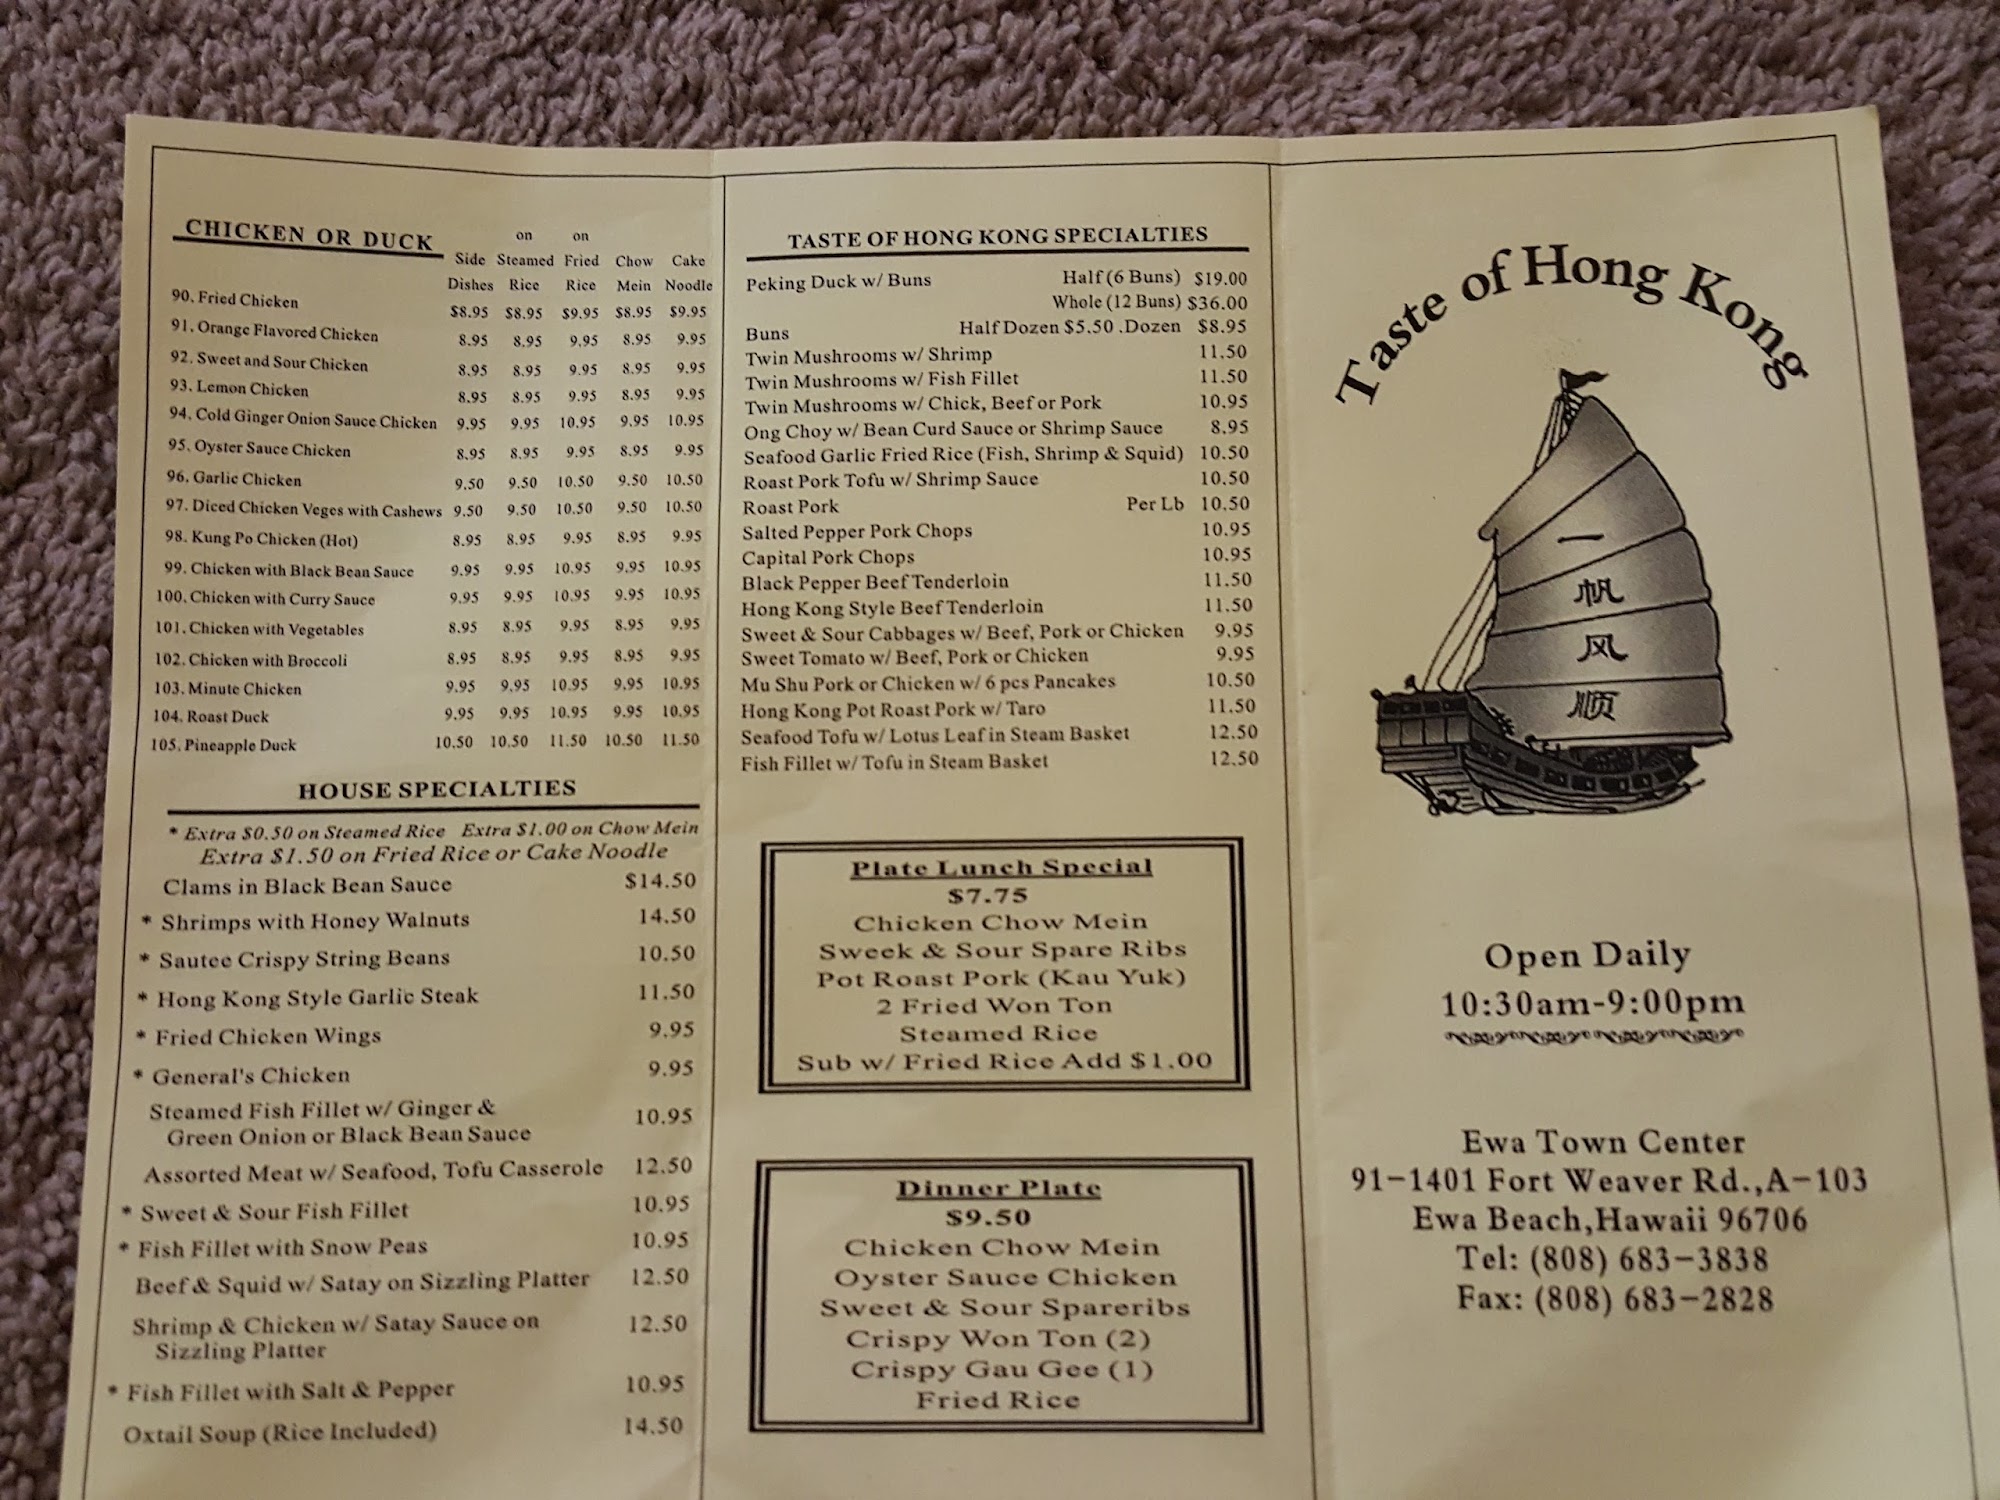 CHICKEN OR DUCK
on on
Side Steamed Fried Chow Cake
Dishes Rice Rice Mein Noodle
90. Fried Chicken $8.95 $8.95 $9.95 $8.95 $9.95
91. Orange Flavored Chicken 8.95 8.95 9.95 8.95 9.95
92. Sweet and Sour Chicken 8.95 8.95 9.95 8.95 9.95
93. Lemon Chicken 8.95 8.95 9.95 8.95 9.95
94. Cold Ginger Onion Sauce Chicken 9.95 9.95 10.95 9.95 10.95
95. Oyster Sauce Chicken 8.95 8.95 9.95 8.95 9.95
96. Garlic Chicken 9.50 9.50 10.50 9.50 10.50
97. Diced Chicken Veges with Cashews 9.50 9.50 10.50 9.50 10.50
98. Kung Po Chicken (Hot) 8.95 8.95 9.95 8.95 9.95
99. Chicken with Black Bean Sauce 9.95 9.95 10.95 9.95 10.95
100. Chicken with Curry Sauce 9.95 9.95 10.95 9.95 10.95
101. Chicken with Vegetables 8.95 8.95 9.95 8.95 9.95
102. Chicken with Broccoli 8.95 8.95 9.95 8.95 9.95
103. Minute Chicken 9.95 9.95 10.95 9.95 10.95
104. Roast Duck 9.95 9.95 10.95 9.95 10.95
105. Pineapple Duck 10.50 10.50 11.50 10.50 11.50
HOUSE SPECIALTIES
* Extra $0.50 on Steamed Rice Extra $1.00 on Chow Mein
Extra $1.50 on Fried Rice or Cake Noodle
Clams in Black Bean Sauce $14.50
* Shrimps with Honey Walnuts 14.50
* Sautee Crispy String Beans 10.50
* Hong Kong Style Garlic Steak 11.50
* Fried Chicken Wings 9.95
* General's Chicken 9.95
Steamed Fish Fillet w/ Ginger &
Green Onion or Black Bean Sauce 10.95
Assorted Meat w/ Seafood, Tofu Casserole 12.50
* Sweet & Sour Fish Fillet 10.95
* Fish Fillet with Snow Peas 10.95
Beef & Squid w/ Satay on Sizzling Platter 12.50
Shrimp & Chicken w/ Satay Sauce on 12.50
Sizzling Platter
* Fish Fillet with Salt & Pepper 10.95
Oxtail Soup (Rice Included) 14.50
TASTE OF HONG KONG SPECIALTIES
Peking Duck w/ Buns Half (6 Buns) $19.00
Whole (12 Buns) $36.00
Buns Half Dozen $5.50 .Dozen $8.95
Twin Mushrooms w/ Shrimp 11.50
Twin Mushrooms w/ Fish Fillet 11.50
Twin Mushrooms w/ Chick, Beef or Pork 10.95
Ong Choy w/ Bean Curd Sauce or Shrimp Sauce 8.95
Seafood Garlic Fried Rice (Fish, Shrimp & Squid) 10.50
Roast Pork Tofu w/ Shrimp Sauce 10.50
Roast Pork Per Lb 10.50
Salted Pepper Pork Chops 10.95
Capital Pork Chops 10.95
Black Pepper Beef Tenderloin 11.50
Hong Kong Style Beef Tenderloin 11.50
Sweet & Sour Cabbages w/ Beef, Pork or Chicken 9.95
Sweet Tomato w/ Beef, Pork or Chicken 9.95
Mu Shu Pork or Chicken w/ 6 pcs Pancakes 10.50
Hong Kong Pot Roast Pork w/ Taro 11.50
Seafood Tofu w/ Lotus Leaf in Steam Basket 12.50
Fish Fillet w/ Tofu in Steam Basket 12.50
Plate Lunch Special
$7.75
Chicken Chow Mein
Sweek & Sour Spare Ribs
Pot Roast Pork (Kau Yuk)
2 Fried Won Ton
Steamed Rice
Sub w/ Fried Rice Add $1.00
Dinner Plate
$9.50
Chicken Chow Mein
Oyster Sauce Chicken
Sweet & Sour Spareribs
Crispy Won Ton (2)
Crispy Gau Gee (1)
Fried Rice
Taste of Hong Kong
一
帆
风
顺
Open Daily
10:30am-9:00pm
Ewa Town Center
91-1401 Fort Weaver Rd.,A-103
Ewa Beach,Hawaii 96706
Tel: (808) 683-3838
Fax: (808) 683-2828